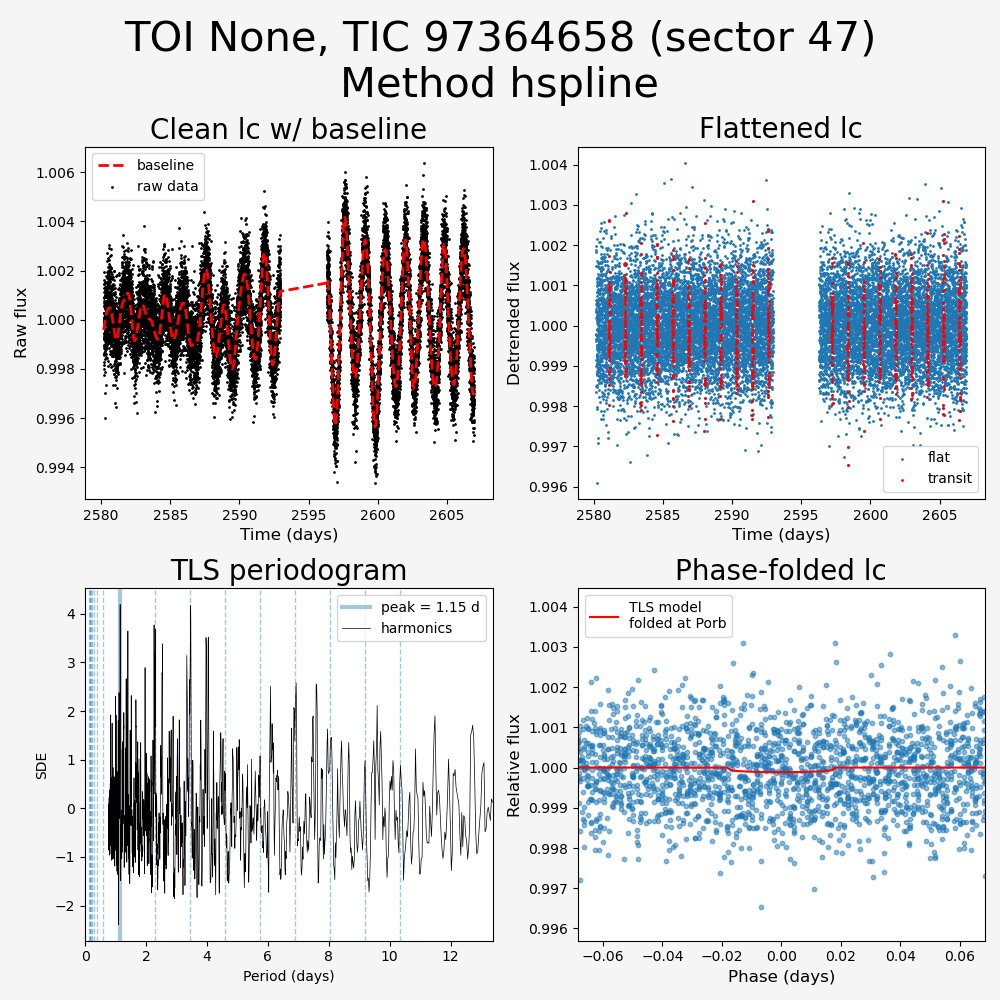 TOI None, TIC 97364658 (sector 47)
Method hspline
Clean lc w/ baseline
Flattened lc
baseline
raw data
1.006
1.004
1.002
1.000
0.998
0.996
0.994
Raw flux
2580
2585
2590
2595
2600
2605
Time (days)
1.004
1.003
1.002
1.001
1.000
0.999
0.998
0.997
0.996
Detrended flux
flat
transit
2580
2585
2590
2595
2600
2605
Time (days)
TLS periodogram
Phase-folded lc
peak = 1.15 d
harmonics
4
3
2
1
0
−1
−2
SDE
0
2
4
6
8
10
12
Period (days)
TLS model
folded at Porb
1.004
1.003
1.002
1.001
1.000
0.999
0.998
0.997
0.996
Relative flux
−0.06
−0.04
−0.02
0.00
0.02
0.04
0.06
Phase (days)